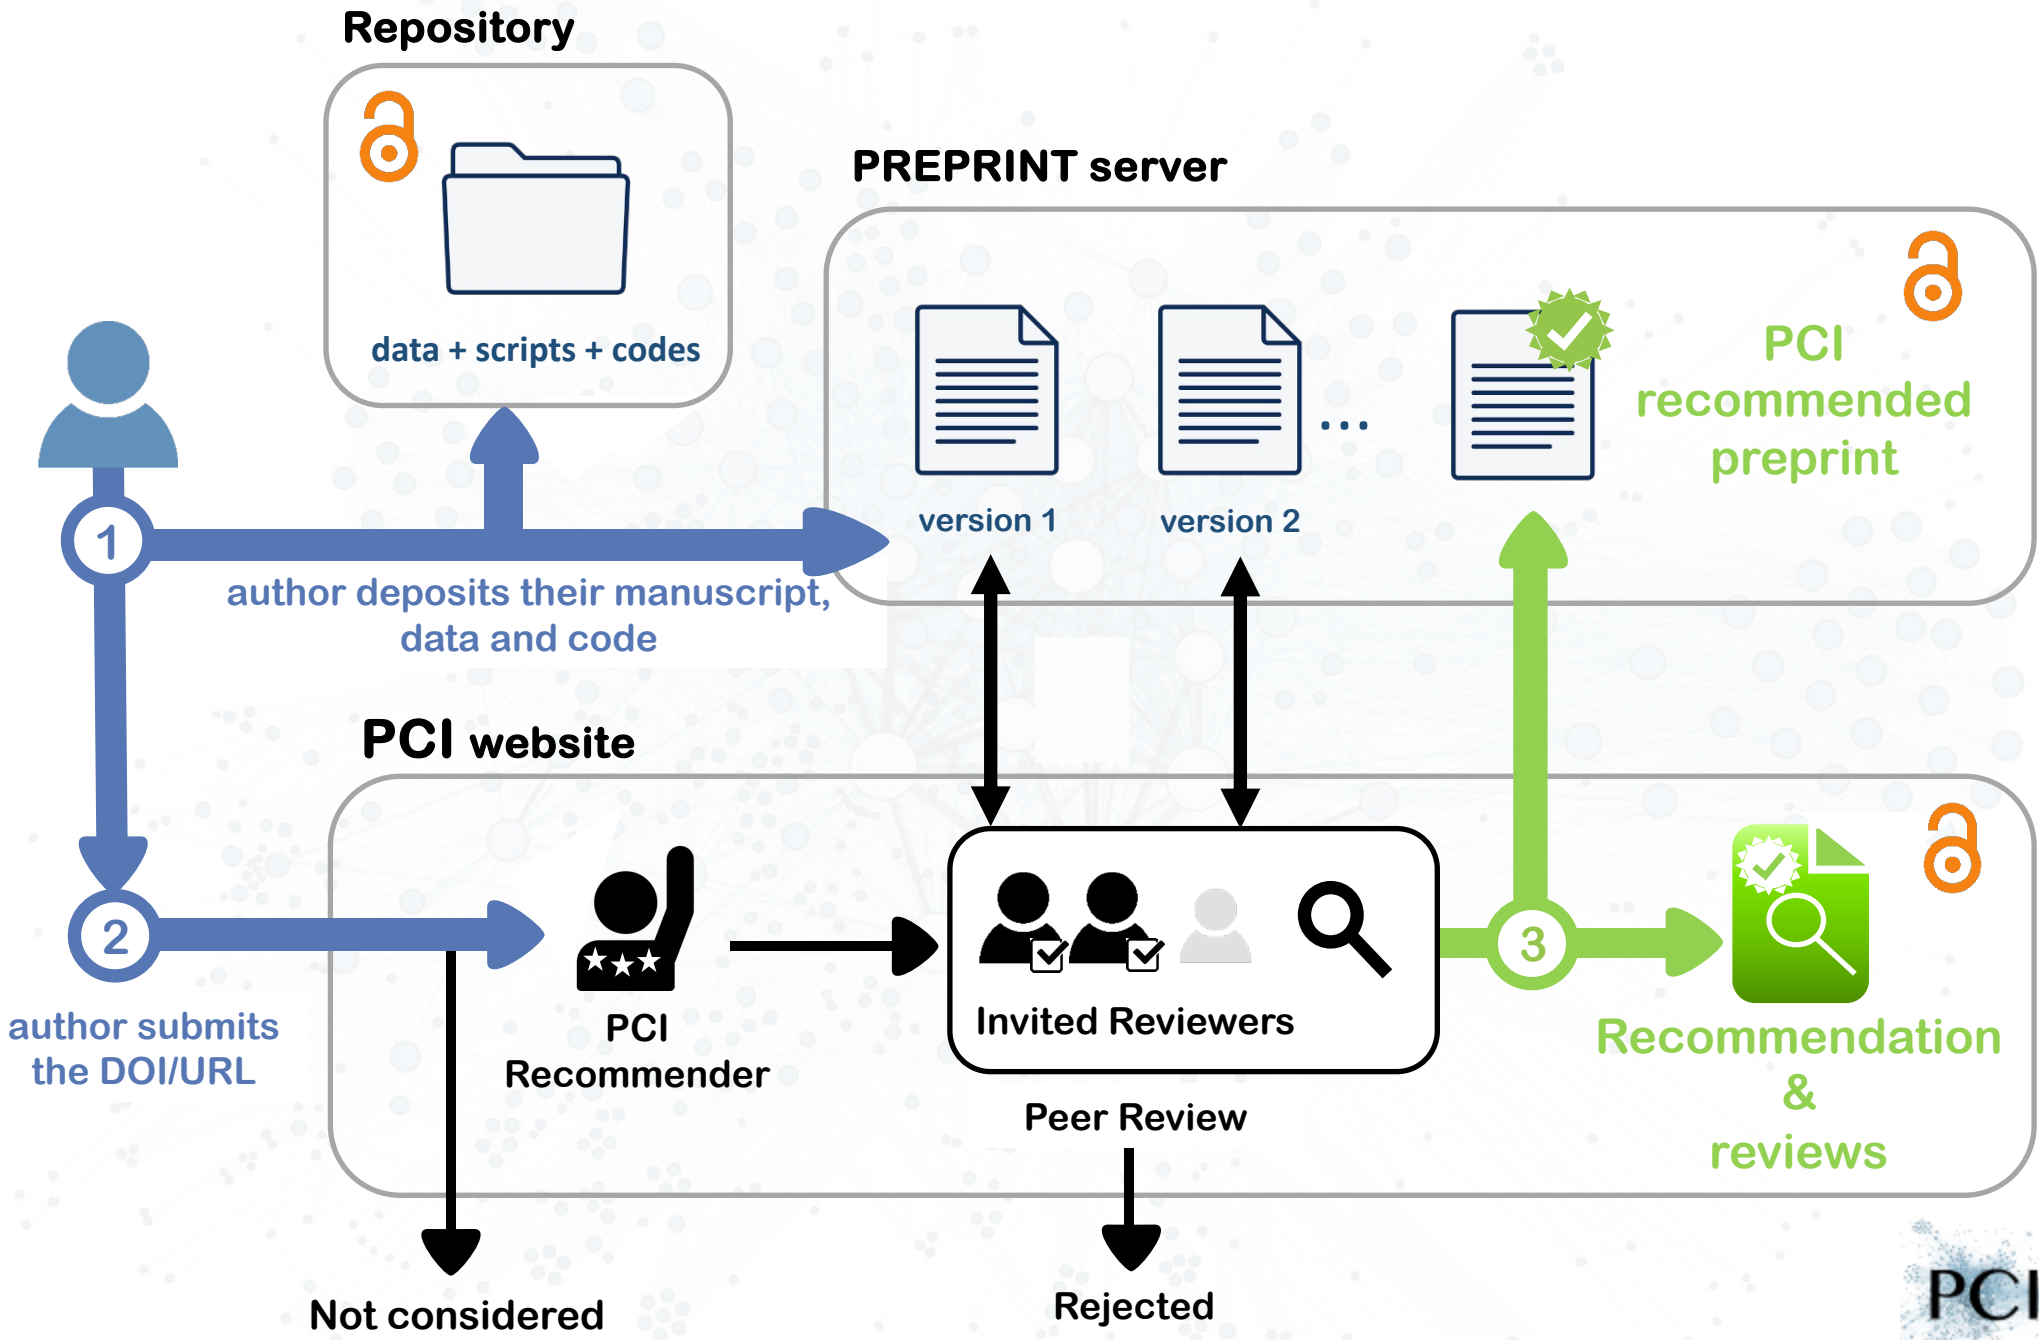 Repository
data + scripts + codes
PREPRINT server
version 1
version 2
...
PCI
recommended
preprint
1
author deposits their manuscript,
data and code
PCI website
2
author submits
the DOI/URL
PCI
Recommender
Invited Reviewers
Peer Review
3
Recommendation
&
reviews
Not considered
Rejected
PCI